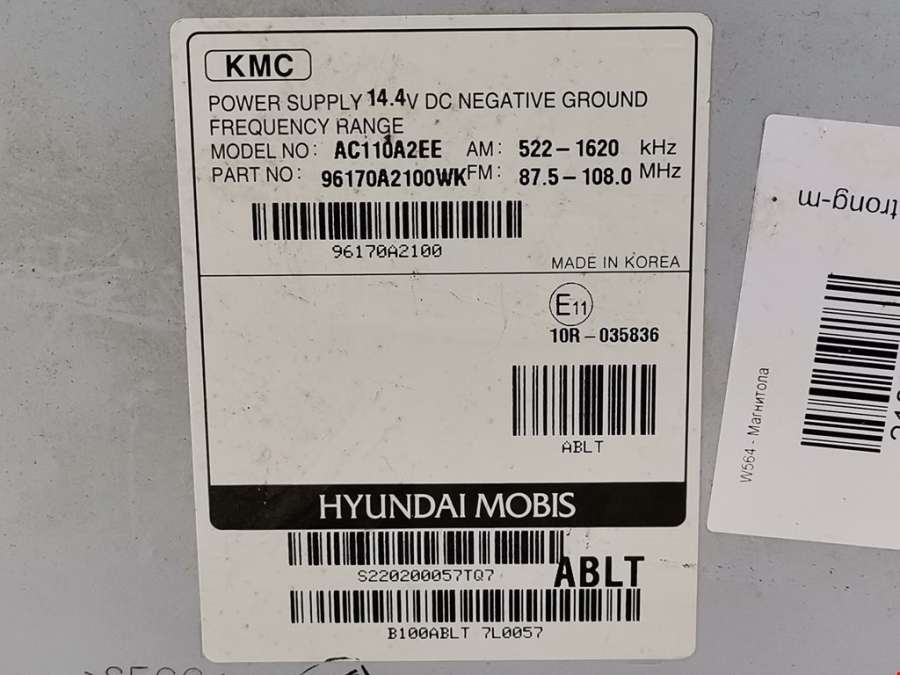 KMC
POWER SUPPLY 14.4V DC NEGATIVE GROUND
FREQUENCY RANGE
MODEL NO: AC110A2EE AM: 522-1620 kHz
PART NO: 96170A2100WK FM: 87.5-108.0 MHz
96170A2100
MADE IN KOREA
E11
10R-035836
ABLT
HYUNDAI MOBIS
S220200057TQ7
ABLT
B100ABLT 7L0057
trong-m
W564 - Магнитола